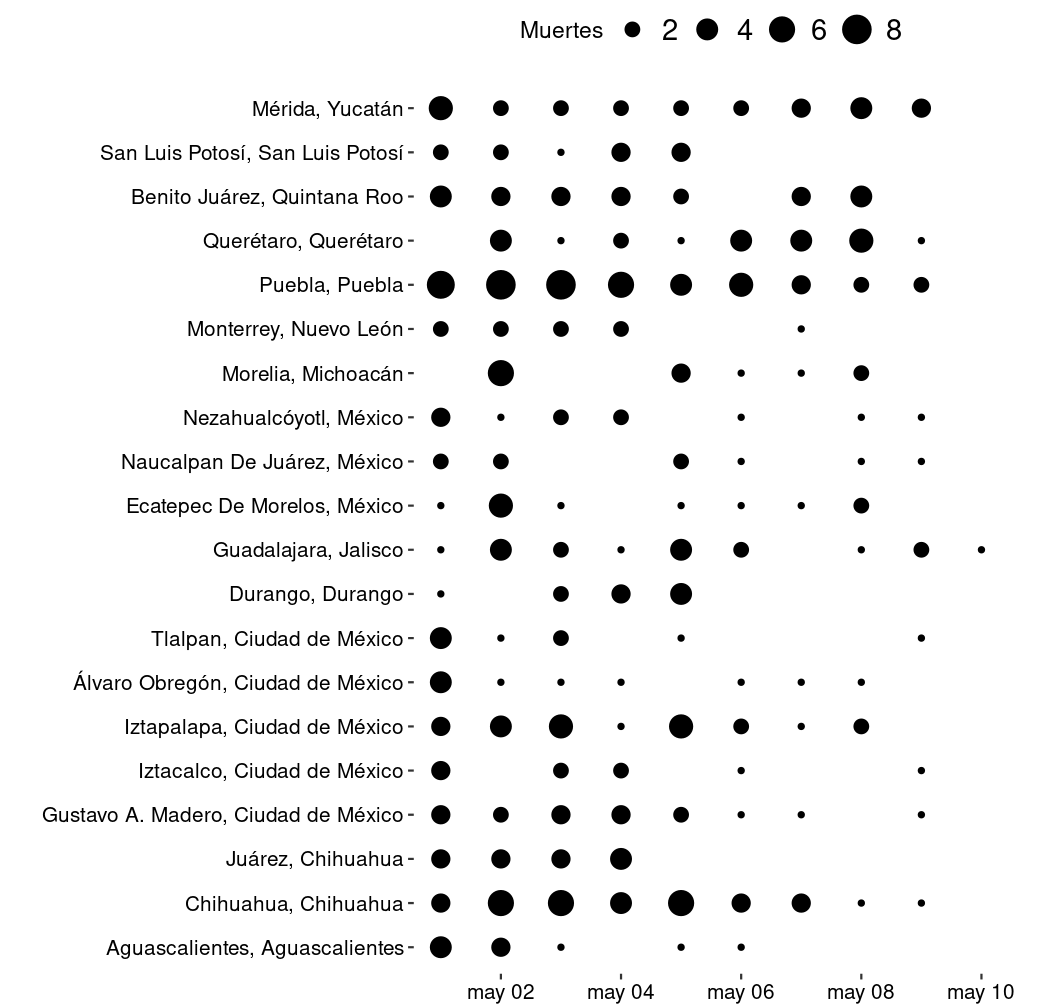 Muertes 2 4 6 8
Mérida, Yucatán
San Luis Potosí, San Luis Potosí
Benito Juárez, Quintana Roo
Querétaro, Querétaro
Puebla, Puebla
Monterrey, Nuevo León
Morelia, Michoacán
Nezahualcóyotl, México
Naucalpan De Juárez, México
Ecatepec De Morelos, México
Guadalajara, Jalisco
Durango, Durango
Tlalpan, Ciudad de México
Álvaro Obregón, Ciudad de México
Iztapalapa, Ciudad de México
Iztacalco, Ciudad de México
Gustavo A. Madero, Ciudad de México
Juárez, Chihuahua
Chihuahua, Chihuahua
Aguascalientes, Aguascalientes
may 02 may 04 may 06 may 08 may 10